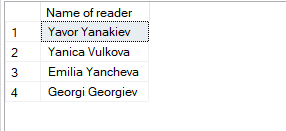 Name of reader
1 Yavor Yanakiev
2 Yanica Vulkova
3 Emilia Yancheva
4 Georgi Georgiev